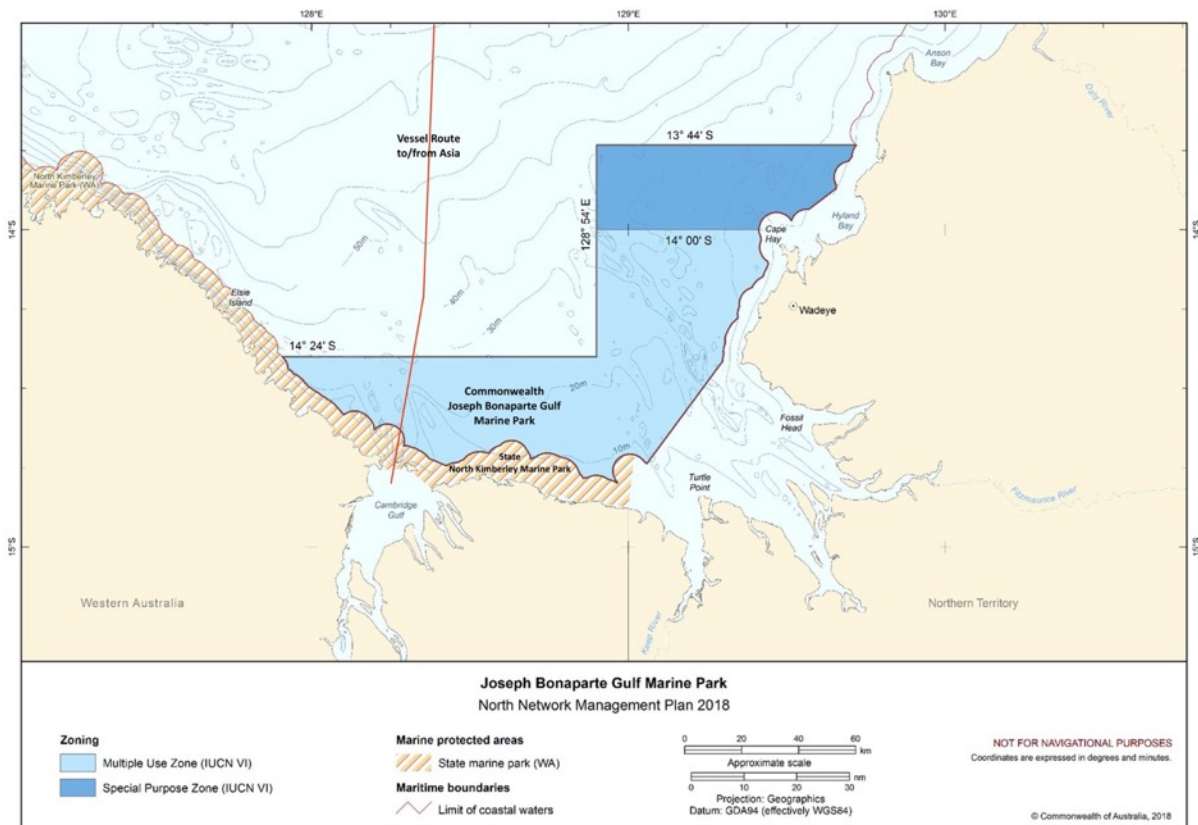 128°E
129°E
130°E
Anson
Bay
Daly River
Vessel Route
to/from Asia
13° 44' S
North Kimberley
Marine Park (WA)
Hyland
Bay
128° 54' E
14°S
14° 00' S
Cape
Hay
14°S
50m
Elsie
Island
40m
30m
Wadeye
14° 24' S
Commonwealth
Joseph Bonaparte Gulf
Marine Park
20m
Fossil
Head
10m
State
North Kimberley Marine Park
Turtle
Point
Fitzmaurice River
Cambridge
Gulf
15°S
15°S
Western Australia
Northern Territory
Keep River
Joseph Bonaparte Gulf Marine Park
North Network Management Plan 2018
Zoning
Multiple Use Zone (IUCN VI)
Special Purpose Zone (IUCN VI)
Marine protected areas
State marine park (WA)
Maritime boundaries
Limit of coastal waters
0 20 40 60
km
Approximate scale
0 10 20 30
nm
Projection: Geographics
Datum: GDA94 (effectively WGS84)
NOT FOR NAVIGATIONAL PURPOSES
Coordinates are expressed in degrees and minutes.
© Commonwealth of Australia, 2018